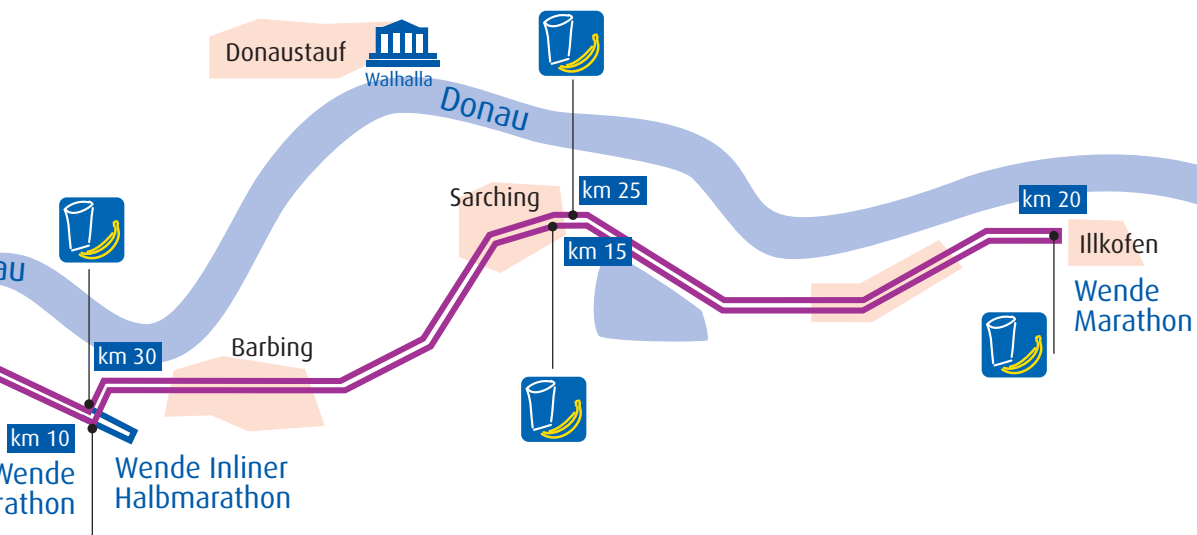 Donaustauf
Walhalla
Donau
Sarching
km 25
km 20
km 15
Illkofen
Wende
Marathon
au
km 30
Barbing
km 10
Wende
rathon
Wende Inliner
Halbmarathon